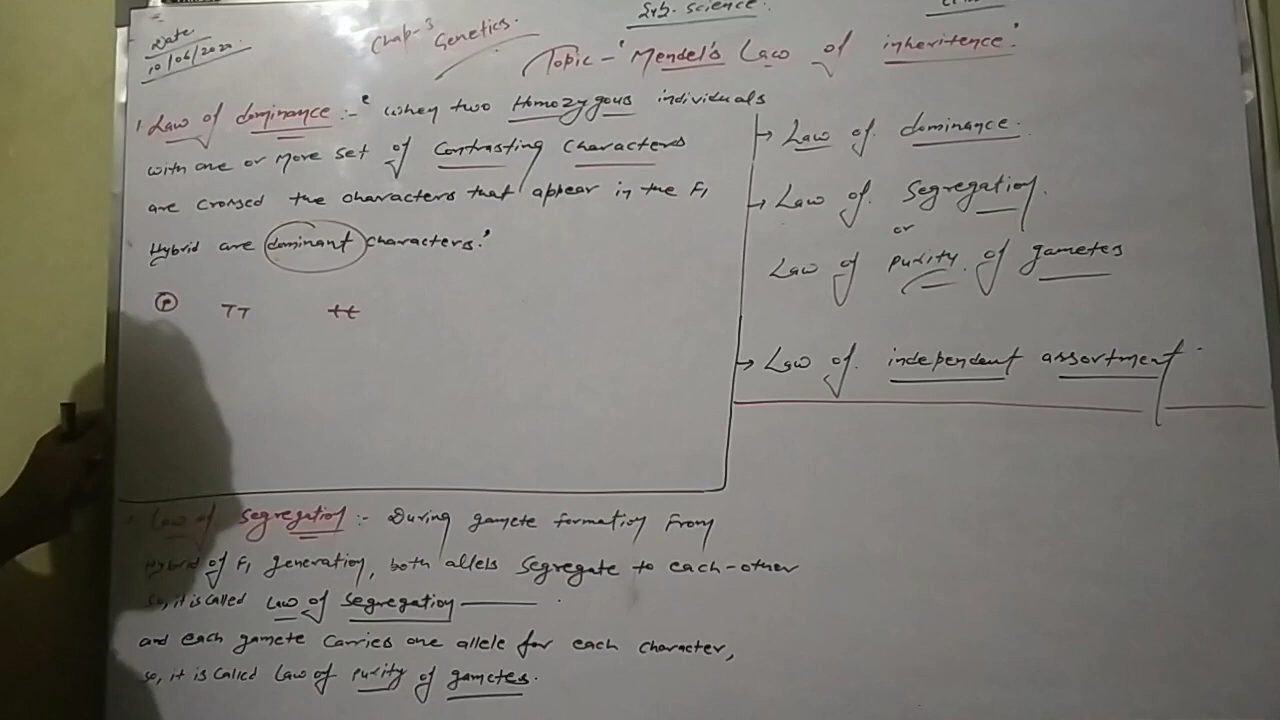 Sub. science.
Date.
10/06/2020.
Chap-3 Genetics.
Topic - 'Mendel's Law of inheritence.'
1 Law of dominance :- " when two Homozygous individuals
with one or more set of Contrasting Characters
are crossed the characters that appear in the F1
Hybrid are dominant characters."
P TT tt
→ Law of. dominance.
→ Law of. Segregation.
or
Law of purity. of gametes
→ Law of. independent assortment.
Law of Segregation :- During gamete formation From
Hybrid of F1 generation, both allels Segregate to each-other
So, it is called Law of Segregation
and each gamete Carries one allele for each character,
so, it is Called Law of purity of gametes.